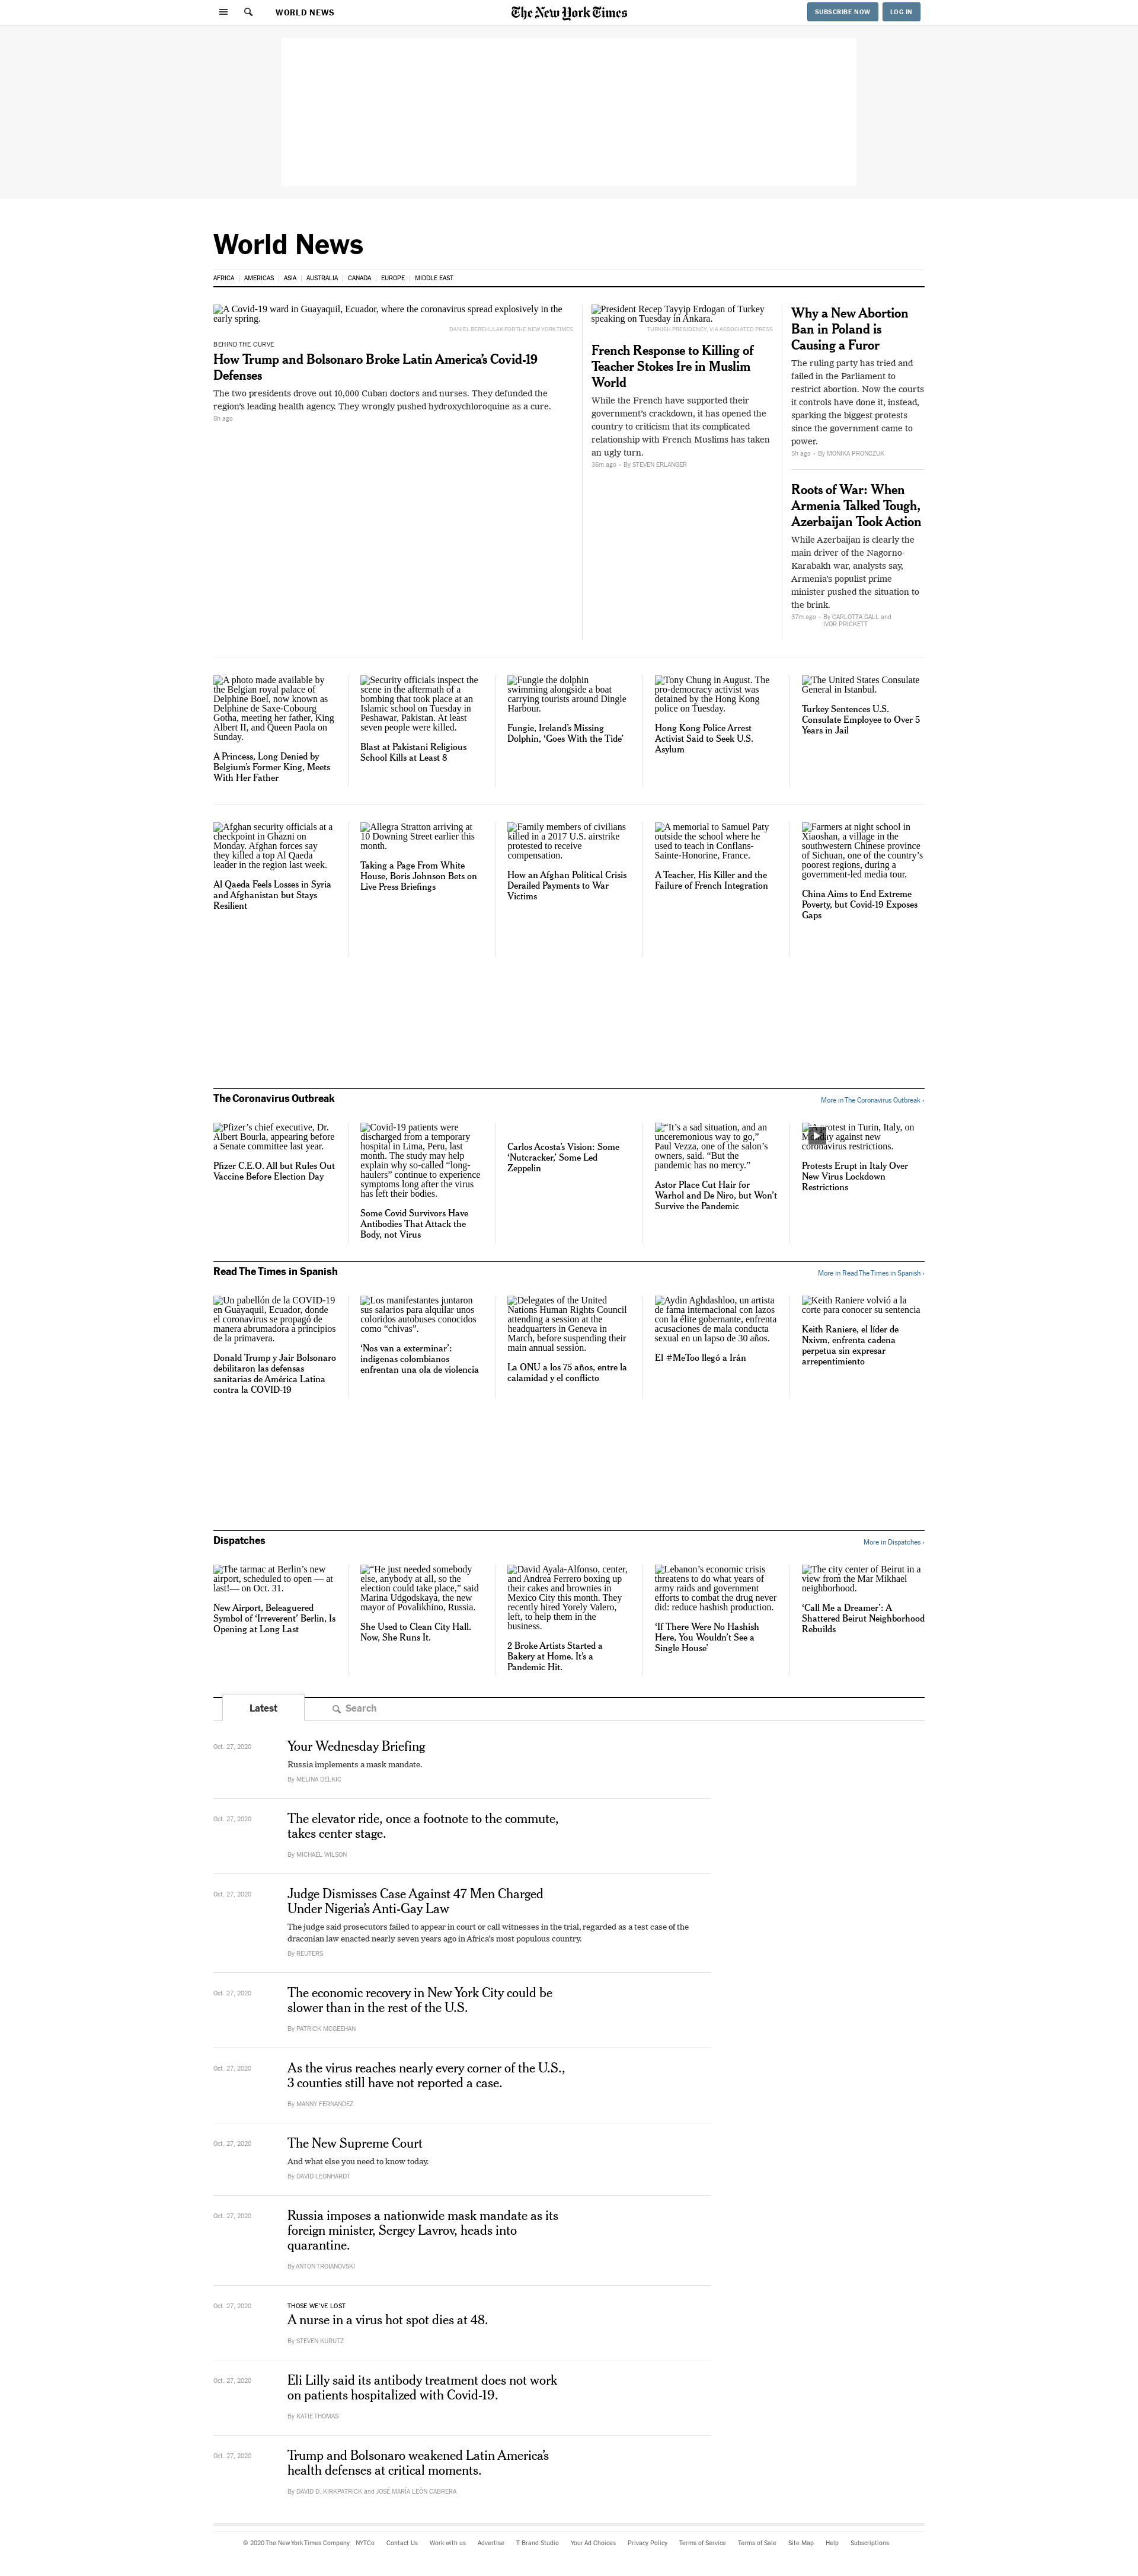 WORLD NEWS
The New York Times
SUBSCRIBE NOW
LOG IN
World News
AFRICA
AMERICAS
ASIA
AUSTRALIA
CANADA
EUROPE
MIDDLE EAST
A Covid-19 ward in Guayaquil, Ecuador, where the coronavirus spread explosively in the
early spring.
DANIEL BEREHULAK FOR THE NEW YORK TIMES
BEHIND THE CURVE
How Trump and Bolsonaro Broke Latin America’s Covid-19
Defenses
The two presidents drove out 10,000 Cuban doctors and nurses. They defunded the
region’s leading health agency. They wrongly pushed hydroxychloroquine as a cure.
8h ago
President Recep Tayyip Erdogan of Turkey
speaking on Tuesday in Ankara.
TURKISH PRESIDENCY, VIA ASSOCIATED PRESS
French Response to Killing of
Teacher Stokes Ire in Muslim
World
While the French have supported their
government’s crackdown, it has opened the
country to criticism that its complicated
relationship with French Muslims has taken
an ugly turn.
36m ago · By STEVEN ERLANGER
Why a New Abortion
Ban in Poland is
Causing a Furor
The ruling party has tried and
failed in the Parliament to
restrict abortion. Now the courts
it controls have done it, instead,
sparking the biggest protests
since the government came to
power.
5h ago · By MONIKA PRONCZUK
Roots of War: When
Armenia Talked Tough,
Azerbaijan Took Action
While Azerbaijan is clearly the
main driver of the Nagorno-
Karabakh war, analysts say,
Armenia’s populist prime
minister pushed the situation to
the brink.
37m ago · By CARLOTTA GALL and
IVOR PRICKETT
A photo made available by
the Belgian royal palace of
Delphine Boel, now known as
Delphine de Saxe-Cobourg
Gotha, meeting her father, King
Albert II, and Queen Paola on
Sunday.
A Princess, Long Denied by
Belgium’s Former King, Meets
With Her Father
Security officials inspect the
scene in the aftermath of a
bombing that took place at an
Islamic school on Tuesday in
Peshawar, Pakistan. At least
seven people were killed.
Blast at Pakistani Religious
School Kills at Least 8
Fungie the dolphin
swimming alongside a boat
carrying tourists around Dingle
Harbour.
Fungie, Ireland’s Missing
Dolphin, ‘Goes With the Tide’
Tony Chung in August. The
pro-democracy activist was
detained by the Hong Kong
police on Tuesday.
Hong Kong Police Arrest
Activist Said to Seek U.S.
Asylum
The United States Consulate
General in Istanbul.
Turkey Sentences U.S.
Consulate Employee to Over 5
Years in Jail
Afghan security officials at a
checkpoint in Ghazni on
Monday. Afghan forces say
they killed a top Al Qaeda
leader in the region last week.
Al Qaeda Feels Losses in Syria
and Afghanistan but Stays
Resilient
Allegra Stratton arriving at
10 Downing Street earlier this
month.
Taking a Page From White
House, Boris Johnson Bets on
Live Press Briefings
Family members of civilians
killed in a 2017 U.S. airstrike
protested to receive
compensation.
How an Afghan Political Crisis
Derailed Payments to War
Victims
A memorial to Samuel Paty
outside the school where he
used to teach in Conflans-
Sainte-Honorine, France.
A Teacher, His Killer and the
Failure of French Integration
Farmers at night school in
Xiaoshan, a village in the
southwestern Chinese province
of Sichuan, one of the country’s
poorest regions, during a
government-led media tour.
China Aims to End Extreme
Poverty, but Covid-19 Exposes
Gaps
The Coronavirus Outbreak
More in The Coronavirus Outbreak ›
Pfizer’s chief executive, Dr.
Albert Bourla, appearing before
a Senate committee last year.
Pfizer C.E.O. All but Rules Out
Vaccine Before Election Day
Covid-19 patients were
discharged from a temporary
hospital in Lima, Peru, last
month. The study may help
explain why so-called “long-
haulers” continue to experience
symptoms long after the virus
has left their bodies.
Some Covid Survivors Have
Antibodies That Attack the
Body, not Virus
Carlos Acosta’s Vision: Some
‘Nutcracker,’ Some Led
Zeppelin
“It’s a sad situation, and an
unceremonious way to go,”
Paul Vezza, one of the salon’s
owners, said. “But the
pandemic has no mercy.”
Astor Place Cut Hair for
Warhol and De Niro, but Won’t
Survive the Pandemic
A protest in Turin, Italy, on
against new
coronavirus restrictions.
Protests Erupt in Italy Over
New Virus Lockdown
Restrictions
Read The Times in Spanish
More in Read The Times in Spanish ›
Un pabellón de la COVID-19
en Guayaquil, Ecuador, donde
el coronavirus se propagó de
manera abrumadora a principios
de la primavera.
Donald Trump y Jair Bolsonaro
debilitaron las defensas
sanitarias de América Latina
contra la COVID-19
Los manifestantes juntaron
sus salarios para alquilar unos
coloridos autobuses conocidos
como “chivas”.
‘Nos van a exterminar’:
indígenas colombianos
enfrentan una ola de violencia
Delegates of the United
Nations Human Rights Council
attending a session at the
headquarters in Geneva in
March, before suspending their
main annual session.
La ONU a los 75 años, entre la
calamidad y el conflicto
Aydin Aghdashloo, un artista
de fama internacional con lazos
con la élite gobernante, enfrenta
acusaciones de mala conducta
sexual en un lapso de 30 años.
El #MeToo llegó a Irán
Keith Raniere volvió a la
corte para conocer su sentencia
Keith Raniere, el líder de
Nxivm, enfrenta cadena
perpetua sin expresar
arrepentimiento
Dispatches
More in Dispatches ›
The tarmac at Berlin’s new
airport, scheduled to open — at
last!— on Oct. 31.
New Airport, Beleaguered
Symbol of ‘Irreverent’ Berlin, Is
Opening at Long Last
“He just needed somebody
else, anybody at all, so the
election could take place,” said
Marina Udgodskaya, the new
mayor of Povalikhino, Russia.
She Used to Clean City Hall.
Now, She Runs It.
David Ayala-Alfonso, center,
and Andrea Ferrero boxing up
their cakes and brownies in
Mexico City this month. They
recently hired Yorely Valero,
left, to help them in the
business.
2 Broke Artists Started a
Bakery at Home. It’s a
Pandemic Hit.
Lebanon’s economic crisis
threatens to do what years of
army raids and government
efforts to combat the drug never
did: reduce hashish production.
‘If There Were No Hashish
Here, You Wouldn’t See a
Single House’
The city center of Beirut in a
view from the Mar Mikhael
neighborhood.
‘Call Me a Dreamer’: A
Shattered Beirut Neighborhood
Rebuilds
Latest
Search
Oct. 27, 2020
Your Wednesday Briefing
Russia implements a mask mandate.
By MELINA DELKIC
Oct. 27, 2020
The elevator ride, once a footnote to the commute,
takes center stage.
By MICHAEL WILSON
Oct. 27, 2020
Judge Dismisses Case Against 47 Men Charged
Under Nigeria’s Anti-Gay Law
The judge said prosecutors failed to appear in court or call witnesses in the trial, regarded as a test case of the
draconian law enacted nearly seven years ago in Africa’s most populous country.
By REUTERS
Oct. 27, 2020
The economic recovery in New York City could be
slower than in the rest of the U.S.
By PATRICK MCGEEHAN
Oct. 27, 2020
As the virus reaches nearly every corner of the U.S.,
3 counties still have not reported a case.
By MANNY FERNANDEZ
Oct. 27, 2020
The New Supreme Court
And what else you need to know today.
By DAVID LEONHARDT
Oct. 27, 2020
Russia imposes a nationwide mask mandate as its
foreign minister, Sergey Lavrov, heads into
quarantine.
By ANTON TROIANOVSKI
Oct. 27, 2020
THOSE WE’VE LOST
A nurse in a virus hot spot dies at 48.
By STEVEN KURUTZ
Oct. 27, 2020
Eli Lilly said its antibody treatment does not work
on patients hospitalized with Covid-19.
By KATIE THOMAS
Oct. 27, 2020
Trump and Bolsonaro weakened Latin America’s
health defenses at critical moments.
By DAVID D. KIRKPATRICK and JOSÉ MARÍA LEÓN CABRERA
© 2020 The New York Times Company
NYTCo
Contact Us
Work with us
Advertise
T Brand Studio
Your Ad Choices
Privacy Policy
Terms of Service
Terms of Sale
Site Map
Help
Subscriptions